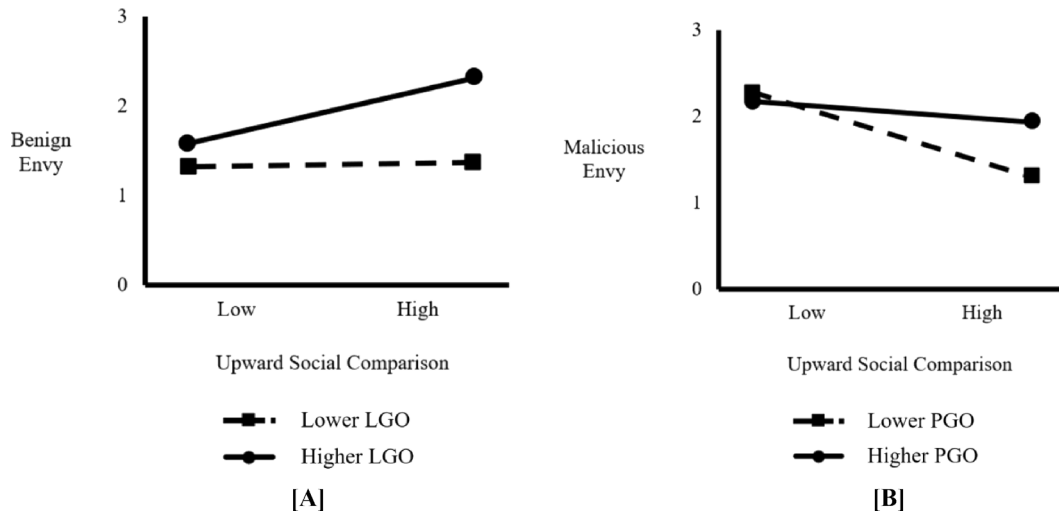 3
2
Benign
Envy
1
0
Low High
Upward Social Comparison
Lower LGO
Higher LGO
[A]
3
2
Malicious
Envy
1
0
Low High
Upward Social Comparison
Lower PGO
Higher PGO
[B]